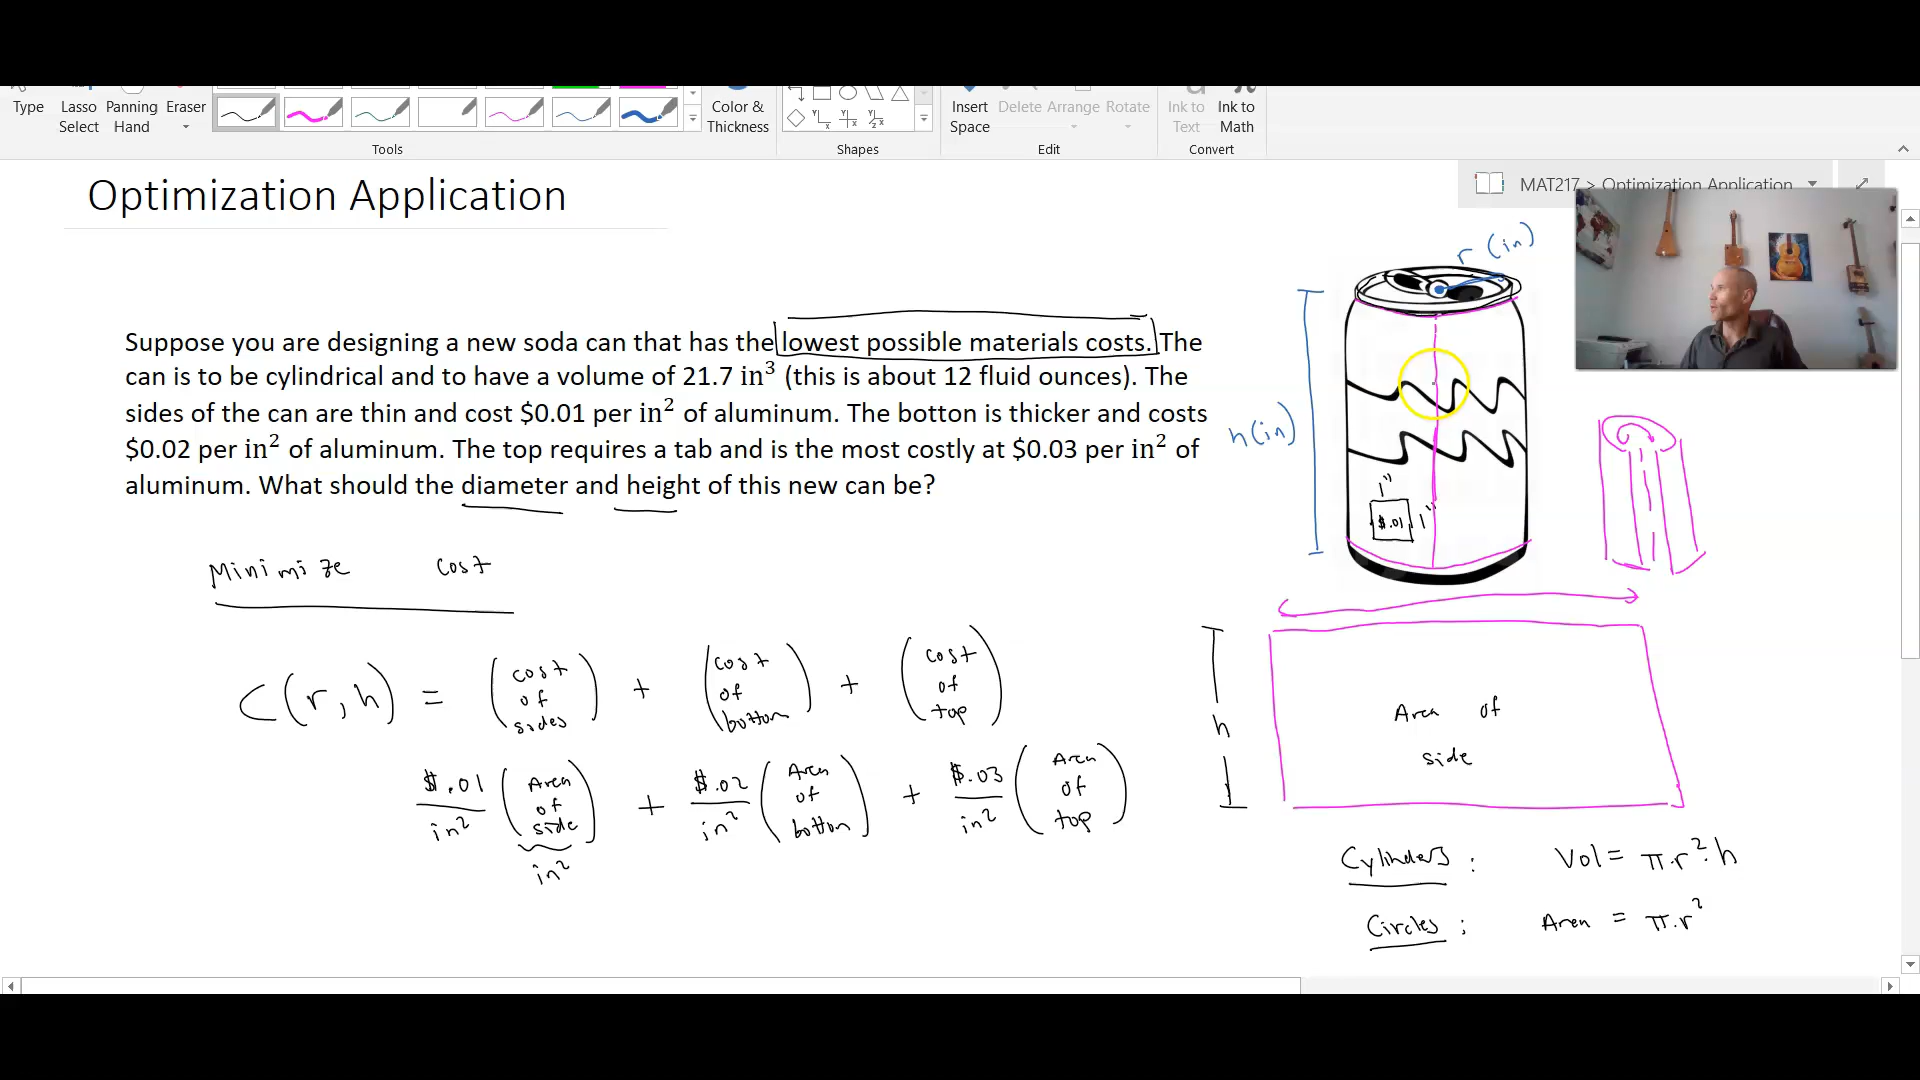 Type Lasso Select Panning Hand Eraser Color & Thickness Insert Space Delete Arrange Rotate Ink to Text Ink to Math
Tools Shapes Edit Convert
Optimization Application
MAT217 > Optimization Application
Suppose you are designing a new soda can that has the lowest possible materials costs. The
can is to be cylindrical and to have a volume of 21.7 in³ (this is about 12 fluid ounces). The
sides of the can are thin and cost $0.01 per in² of aluminum. The botton is thicker and costs
$0.02 per in² of aluminum. The top requires a tab and is the most costly at $0.03 per in² of
aluminum. What should the diameter and height of this new can be?
r (in)
h(in)
1"
$.01 1"
Minimize cost
C(r,h) = (cost of sides) + (cost of bottom) + (cost of top)
$.01/in² (Area of side) + $.02/in² (Area of bottom) + $.03/in² (Area of top)
in²
h
Area of
side
Cylinders : Vol = π.r².h
Circles : Area = π.r²